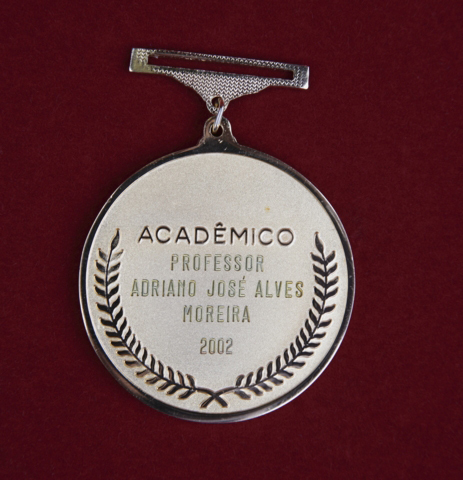 ACADÊMICO
PROFESSOR
ADRIANO JOSÉ ALVES
MOREIRA
2002